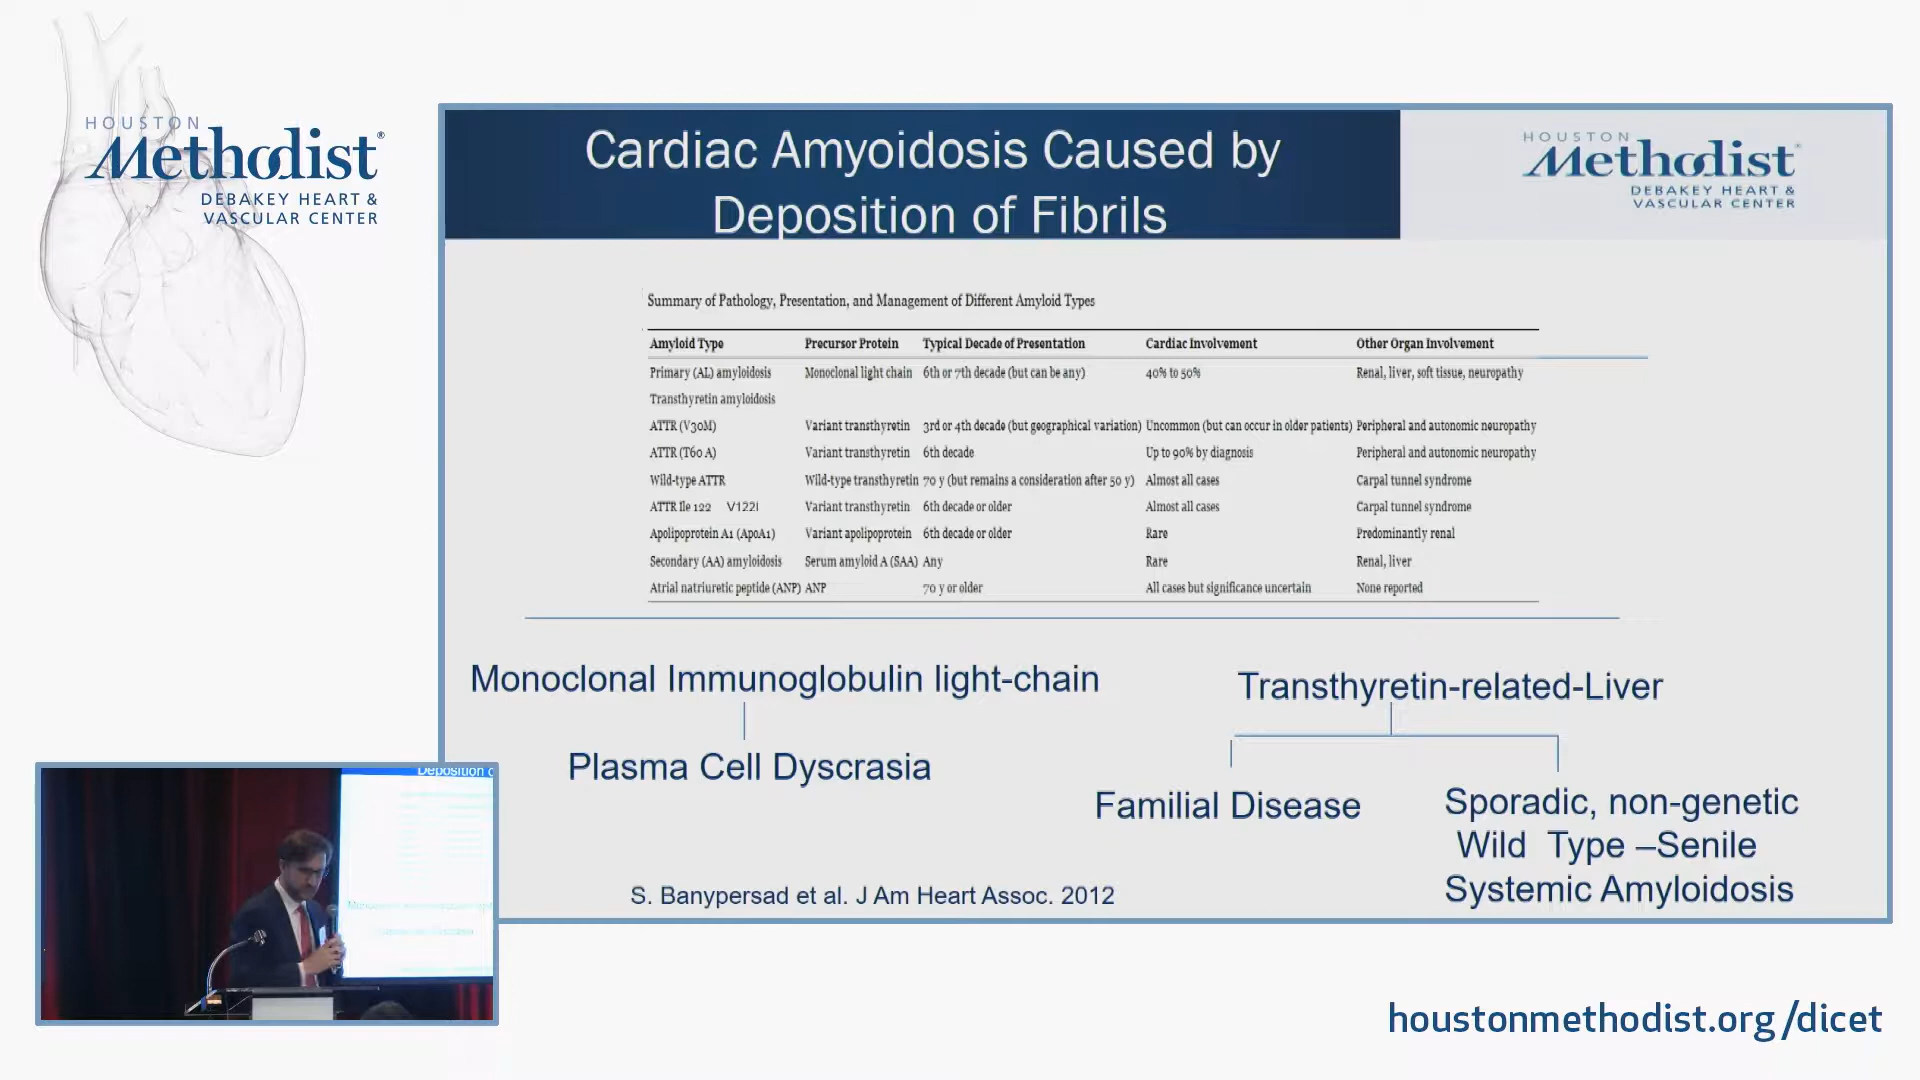 HOUSTON
Methodist®
DEBAKEY HEART &
VASCULAR CENTER
Cardiac Amyoidosis Caused by
Deposition of Fibrils
HOUSTON
Methodist®
DEBAKEY HEART &
VASCULAR CENTER
Summary of Pathology, Presentation, and Management of Different Amyloid Types
Amyloid Type Precursor Protein Typical Decade of Presentation Cardiac Involvement Other Organ Involvement
Primary (AL) amyloidosis Monoclonal light chain 6th or 7th decade (but can be any) 40% to 50% Renal, liver, soft tissue, neuropathy
Transthyretin amyloidosis
ATTR (V30M) Variant transthyretin 3rd or 4th decade (but geographical variation) Uncommon (but can occur in older patients) Peripheral and autonomic neuropathy
ATTR (T60 A) Variant transthyretin 6th decade Up to 90% by diagnosis Peripheral and autonomic neuropathy
Wild-type ATTR Wild-type transthyretin 70 y (but remains a consideration after 50 y) Almost all cases Carpal tunnel syndrome
ATTR Ile 122 V122I Variant transthyretin 6th decade or older Almost all cases Carpal tunnel syndrome
Apolipoprotein A1 (ApoA1) Variant apolipoprotein 6th decade or older Rare Predominantly renal
Secondary (AA) amyloidosis Serum amyloid A (SAA) Any Rare Renal, liver
Atrial natriuretic peptide (ANP) ANP 70 y or older All cases but significance uncertain None reported
Monoclonal Immunoglobulin light-chain
Transthyretin-related-Liver
Plasma Cell Dyscrasia
Familial Disease
Sporadic, non-genetic
Wild Type –Senile
Systemic Amyloidosis
S. Banypersad et al. J Am Heart Assoc. 2012
Deposition o
houstonmethodist.org/dicet